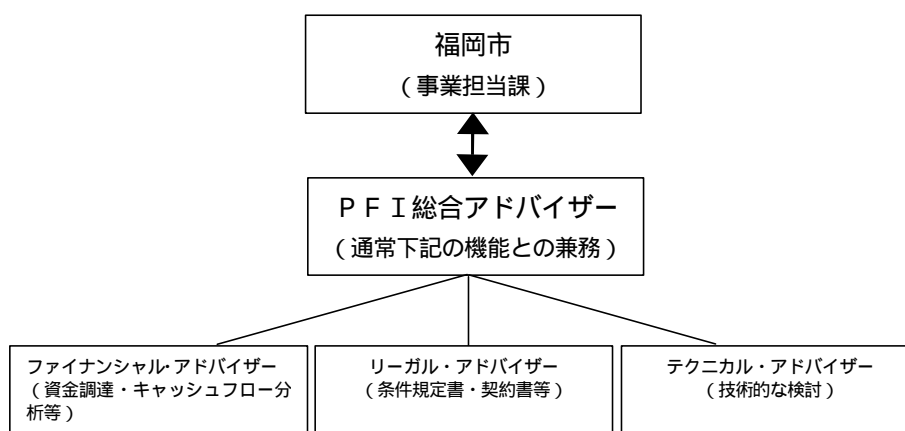 福岡市
（事業担当課）
ＰＦＩ総合アドバイザー
（通常下記の機能との兼務）
ファイナンシャル・アドバイザー
（資金調達・キャッシュフロー分
析等）
リーガル・アドバイザー
（条件規定書・契約書等）
テクニカル・アドバイザー
（技術的な検討）